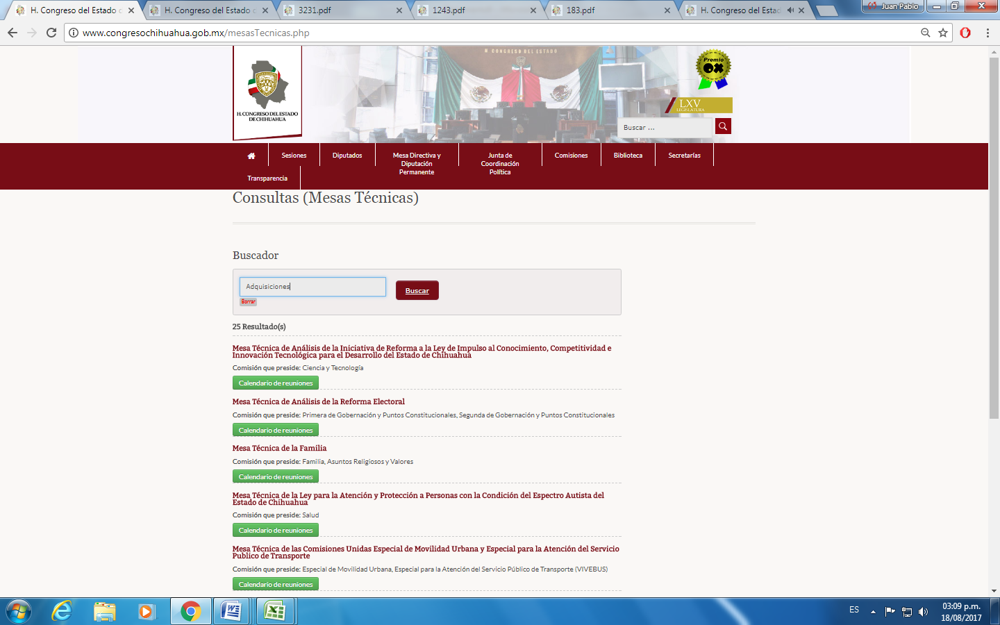 H. Congreso del Estado d
H. Congreso del Estado d
3231.pdf
1243.pdf
183.pdf
H. Congreso del Estad
Juan Pablo
www.congresochihuahua.gob.mx/mesasTecnicas.php
H. CONGRESO DEL ESTADO
DE CHIHUAHUA
H CONGRESO DEL ESTADO
Premio
OX
LXV
LEGISLATURA
Buscar ...
Sesiones
Diputados
Mesa Directiva y
Diputación
Permanente
Junta de
Coordinación
Política
Comisiones
Biblioteca
Secretarías
Transparencia
Consultas (Mesas Técnicas)
Buscador
Adquisiciones
Buscar
Borrar
25 Resultado(s)
Mesa Técnica de Análisis de la Iniciativa de Reforma a la Ley de Impulso al Conocimiento, Competitividad e
Innovación Tecnológica para el Desarrollo del Estado de Chihuahua
Comisión que preside: Ciencia y Tecnología
Calendario de reuniones
Mesa Técnica de Análisis de la Reforma Electoral
Comisión que preside: Primera de Gobernación y Puntos Constitucionales, Segunda de Gobernación y Puntos Constitucionales
Calendario de reuniones
Mesa Técnica de la Familia
Comisión que preside: Familia, Asuntos Religiosos y Valores
Calendario de reuniones
Mesa Técnica de la Ley para la Atención y Protección a Personas con la Condición del Espectro Autista del
Estado de Chihuahua
Comisión que preside: Salud
Calendario de reuniones
Mesa Técnica de las Comisiones Unidas Especial de Movilidad Urbana y Especial para la Atención del Servicio
Publico de Transporte
Comisión que preside: Especial de Movilidad Urbana, Especial para la Atención del Servicio Público de Transporte (VIVEBUS)
Calendario de reuniones
ES
03:09 p.m.
18/08/2017